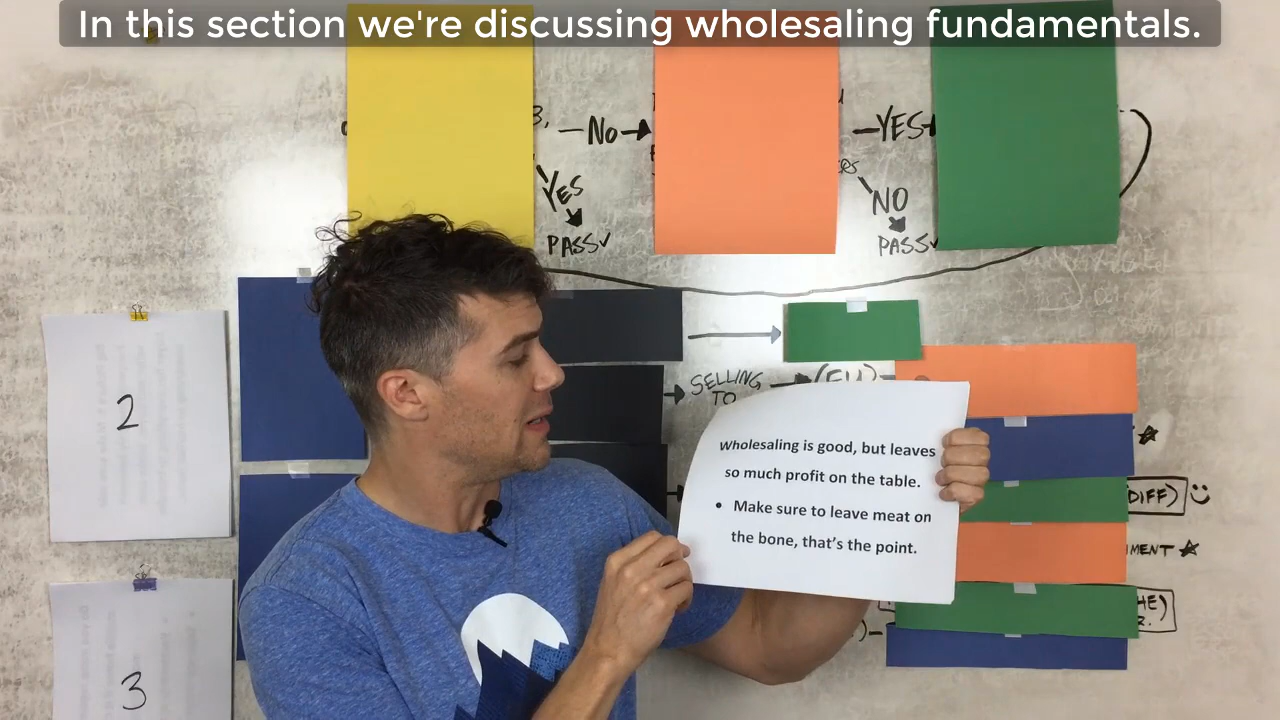 In this section we're discussing wholesaling fundamentals.
No
YES
YES
NO
PASS
PASS
SELLING
TO
2
Wholesaling is good, but leaves
so much profit on the table.
• Make sure to leave meat on
the bone, that's the point.
DIFF)
MENT
HE)
3